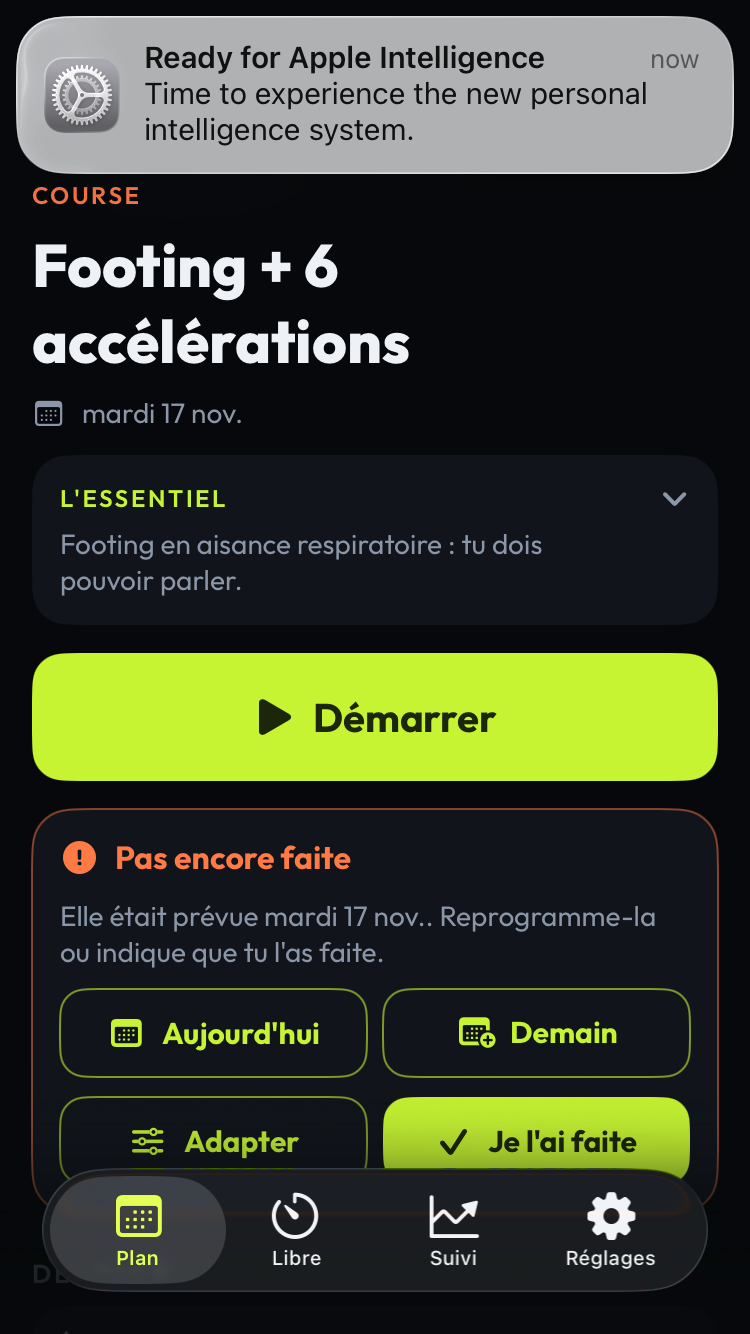 Ready for Apple Intelligence
now
Time to experience the new personal
intelligence system.
COURSE
Footing + 6
accélérations
mardi 17 nov.
L'ESSENTIEL
Footing en aisance respiratoire : tu dois
pouvoir parler.
Démarrer
Pas encore faite
Elle était prévue mardi 17 nov.. Reprogramme-la
ou indique que tu l'as faite.
Aujourd'hui
Demain
Adapter
Je l'ai faite
Plan
Libre
Suivi
Réglages